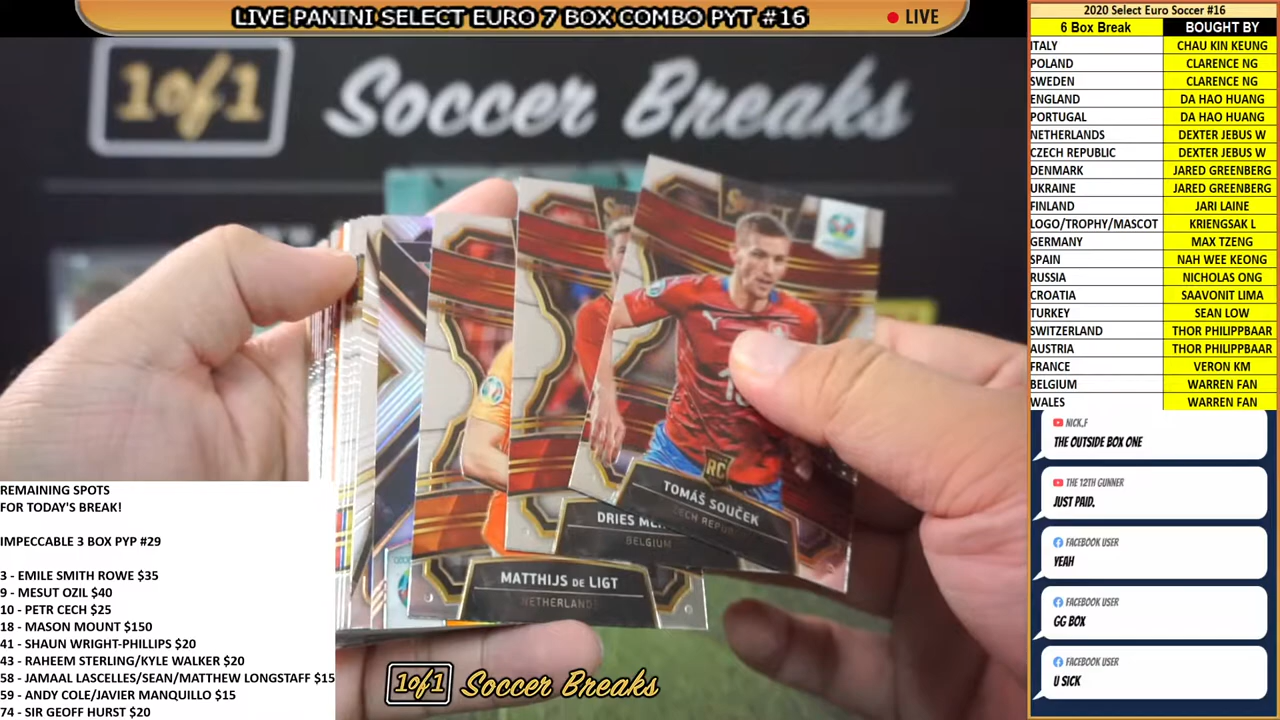 LIVE PANINI SELECT EURO 7 BOX COMBO PYT #16
LIVE
1of1 Soccer Breaks
TOMÁŠ SOUČEK
CZECH REPUB
RC
DRIES
BELGIUM
MATTHIJS DE LIGT
NETHERLAND
1of1 Soccer Breaks
REMAINING SPOTS
FOR TODAY'S BREAK!
IMPECCABLE 3 BOX PYP #29
3 - EMILE SMITH ROWE $35
9 - MESUT OZIL $40
10 - PETR CECH $25
18 - MASON MOUNT $150
41 - SHAUN WRIGHT-PHILLIPS $20
43 - RAHEEM STERLING/KYLE WALKER $20
58 - JAMAAL LASCELLES/SEAN/MATTHEW LONGSTAFF $15
59 - ANDY COLE/JAVIER MANQUILLO $15
74 - SIR GEOFF HURST $20
2020 Select Euro Soccer #16
6 Box Break BOUGHT BY
ITALY CHAU KIN KEUNG
POLAND CLARENCE NG
SWEDEN CLARENCE NG
ENGLAND DA HAO HUANG
PORTUGAL DA HAO HUANG
NETHERLANDS DEXTER JEBUS W
CZECH REPUBLIC DEXTER JEBUS W
DENMARK JARED GREENBERG
UKRAINE JARED GREENBERG
FINLAND JARI LAINE
LOGO/TROPHY/MASCOT KRIENGSAK L
GERMANY MAX TZENG
SPAIN NAH WEE KEONG
RUSSIA NICHOLAS ONG
CROATIA SAAVONIT LIMA
TURKEY SEAN LOW
SWITZERLAND THOR PHILIPPBAAR
AUSTRIA THOR PHILIPPBAAR
FRANCE VERON KM
BELGIUM WARREN FAN
WALES WARREN FAN
NICK.F
THE OUTSIDE BOX ONE
THE 12TH GUNNER
JUST PAID.
FACEBOOK USER
YEAH
FACEBOOK USER
GG BOX
FACEBOOK USER
U SICK